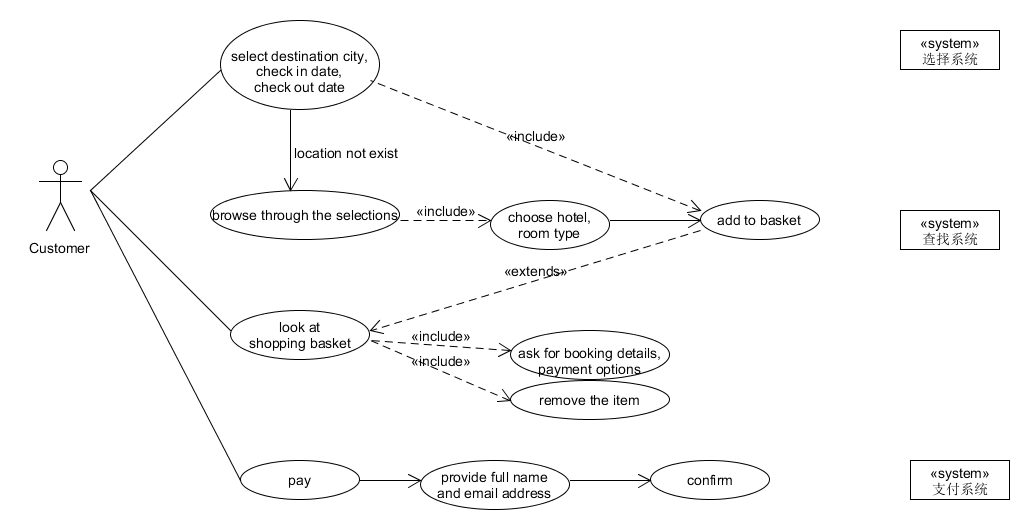 select destination city,
check in date,
check out date
«system»
选择系统
«include»
location not exist
Customer
browse through the selections
«include»
choose hotel,
room type
add to basket
«system»
查找系统
«extends»
look at
shopping basket
«include»
ask for booking details,
payment options
«include»
remove the item
pay
provide full name
and email address
confirm
«system»
支付系统